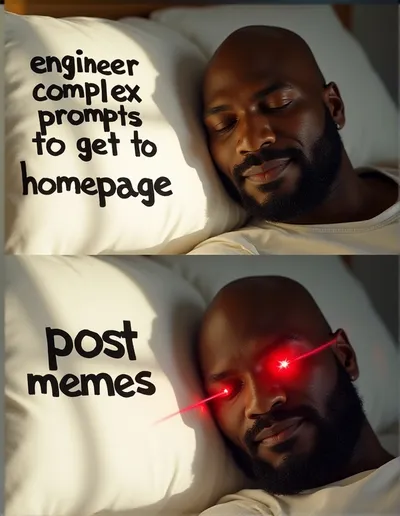 engineer
complex
prompts
to get to
homepage
post
memes